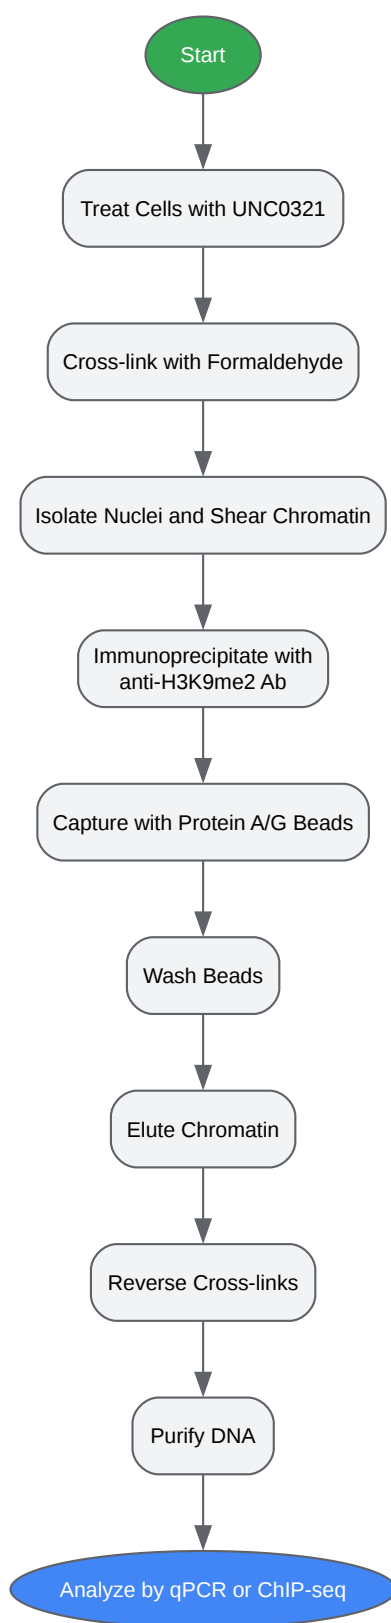 Start
Treat Cells with UNC0321
Cross-link with Formaldehyde
Isolate Nuclei and Shear Chromatin
Immunoprecipitate with
anti-H3K9me2 Ab
Capture with Protein A/G Beads
Wash Beads
Elute Chromatin
Reverse Cross-links
Purify DNA
Analyze by qPCR or ChIP-seq